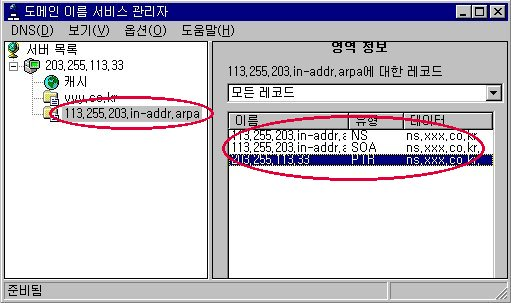 도메인 이름 서비스 관리자
DNS(D) 보기(V) 옵션(O) 도움말(H)
서버 목록
203.255.113.33
캐시
yyy.co.kr
113.255.203.in-addr.arpa
영역 정보
113.255.203.in-addr.arpa에 대한 레코드
모든 레코드
이름 유형 데이터
113.255.203.in-addr.a NS ns.xxx.co.kr.
113.255.203.in-addr.a SOA ns.xxx.co.kr.
203.255.113.33 PTR ns.xxx.co.kr.
준비됨